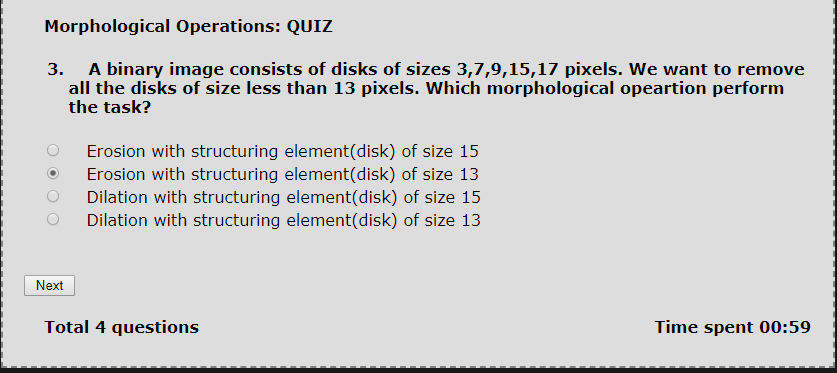 Morphological Operations: QUIZ
3. A binary image consists of disks of sizes 3,7,9,15,17 pixels. We want to remove
all the disks of size less than 13 pixels. Which morphological opeartion perform
the task?
Erosion with structuring element(disk) of size 15
Erosion with structuring element(disk) of size 13
Dilation with structuring element(disk) of size 15
Dilation with structuring element(disk) of size 13
Next
Total 4 questions Time spent 00:59